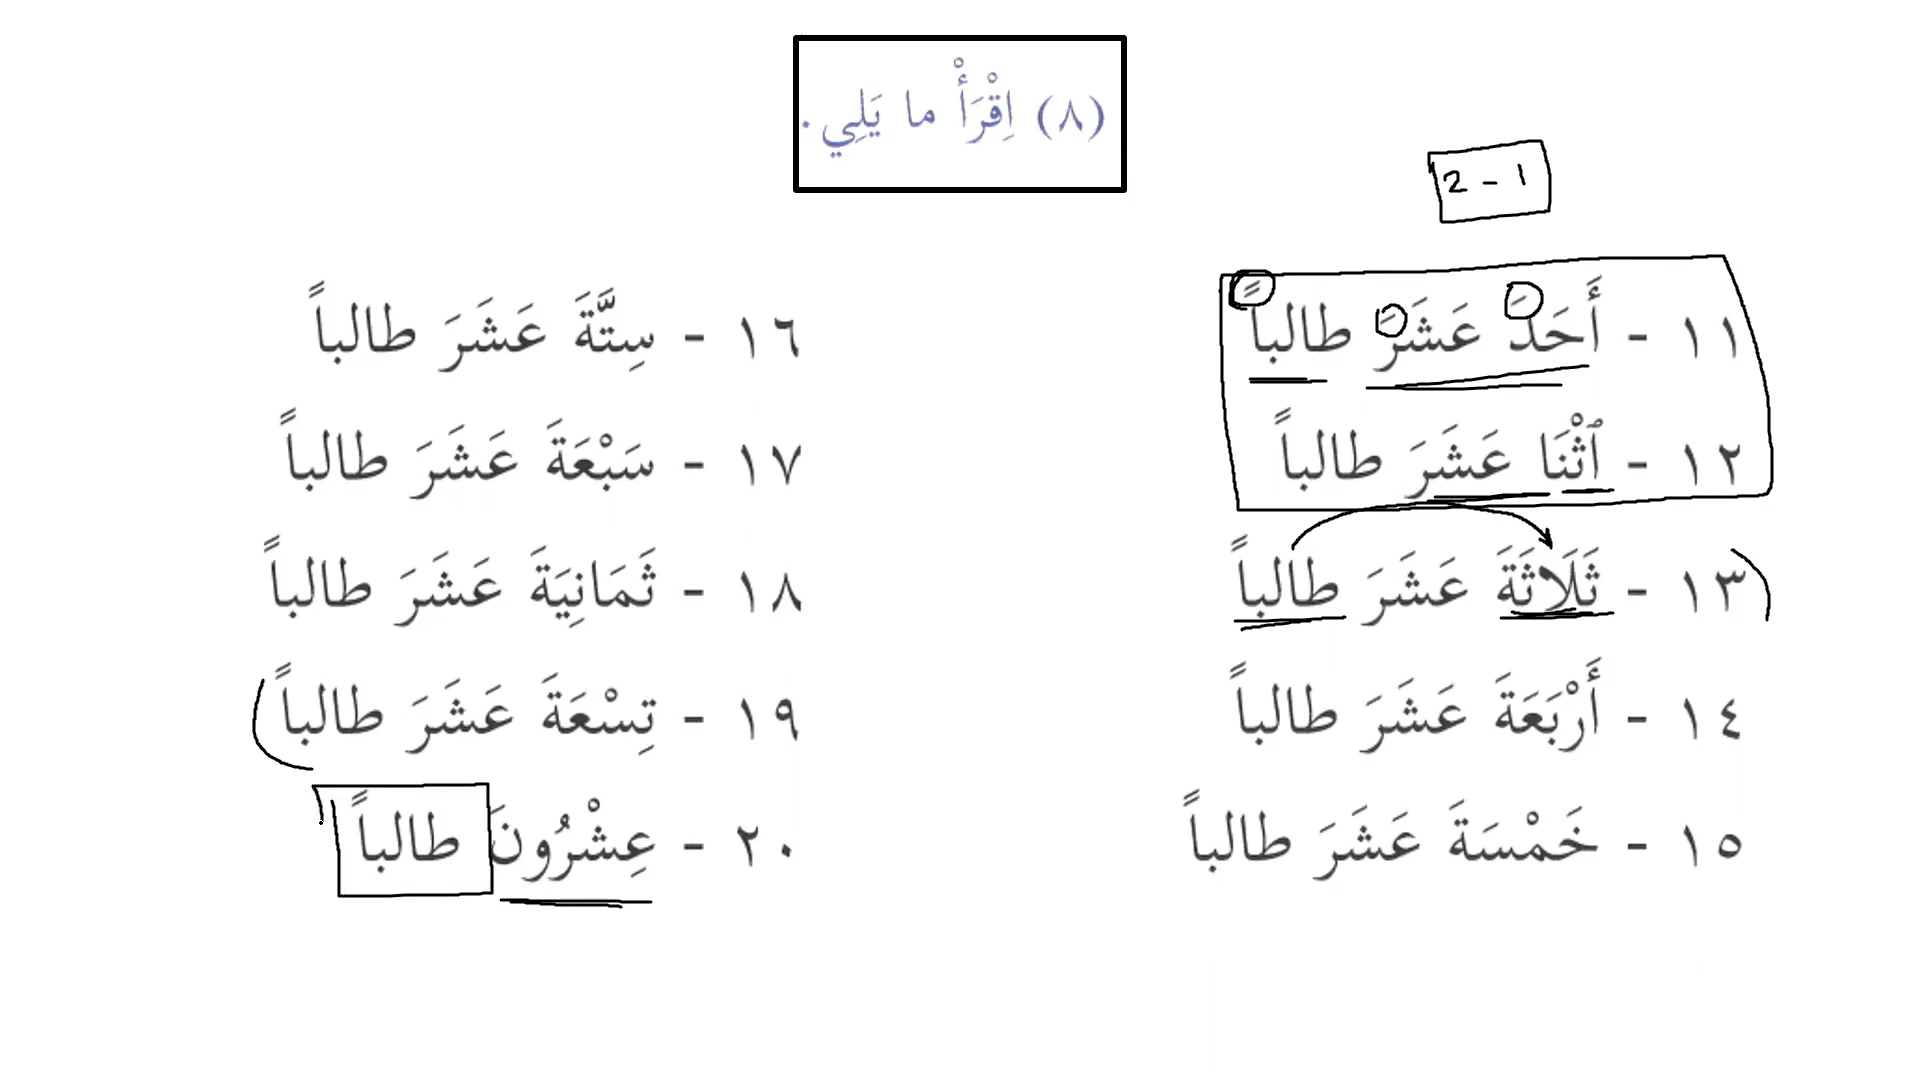 (٨) اِقْرَأْ ما يَلِي.
2 - 1
١١ - أَحَدَ عَشَرَ طالباً
١٢ - ٱثْنَا عَشَرَ طالباً
١٣ - ثَلَاثَةَ عَشَرَ طالباً
١٤ - أَرْبَعَةَ عَشَرَ طالباً
١٥ - خَمْسَةَ عَشَرَ طالباً
١٦ - سِتَّةَ عَشَرَ طالباً
١٧ - سَبْعَةَ عَشَرَ طالباً
١٨ - ثَمَانِيَةَ عَشَرَ طالباً
١٩ - تِسْعَةَ عَشَرَ طالباً
٢٠ - عِشْرُونَ طالباً